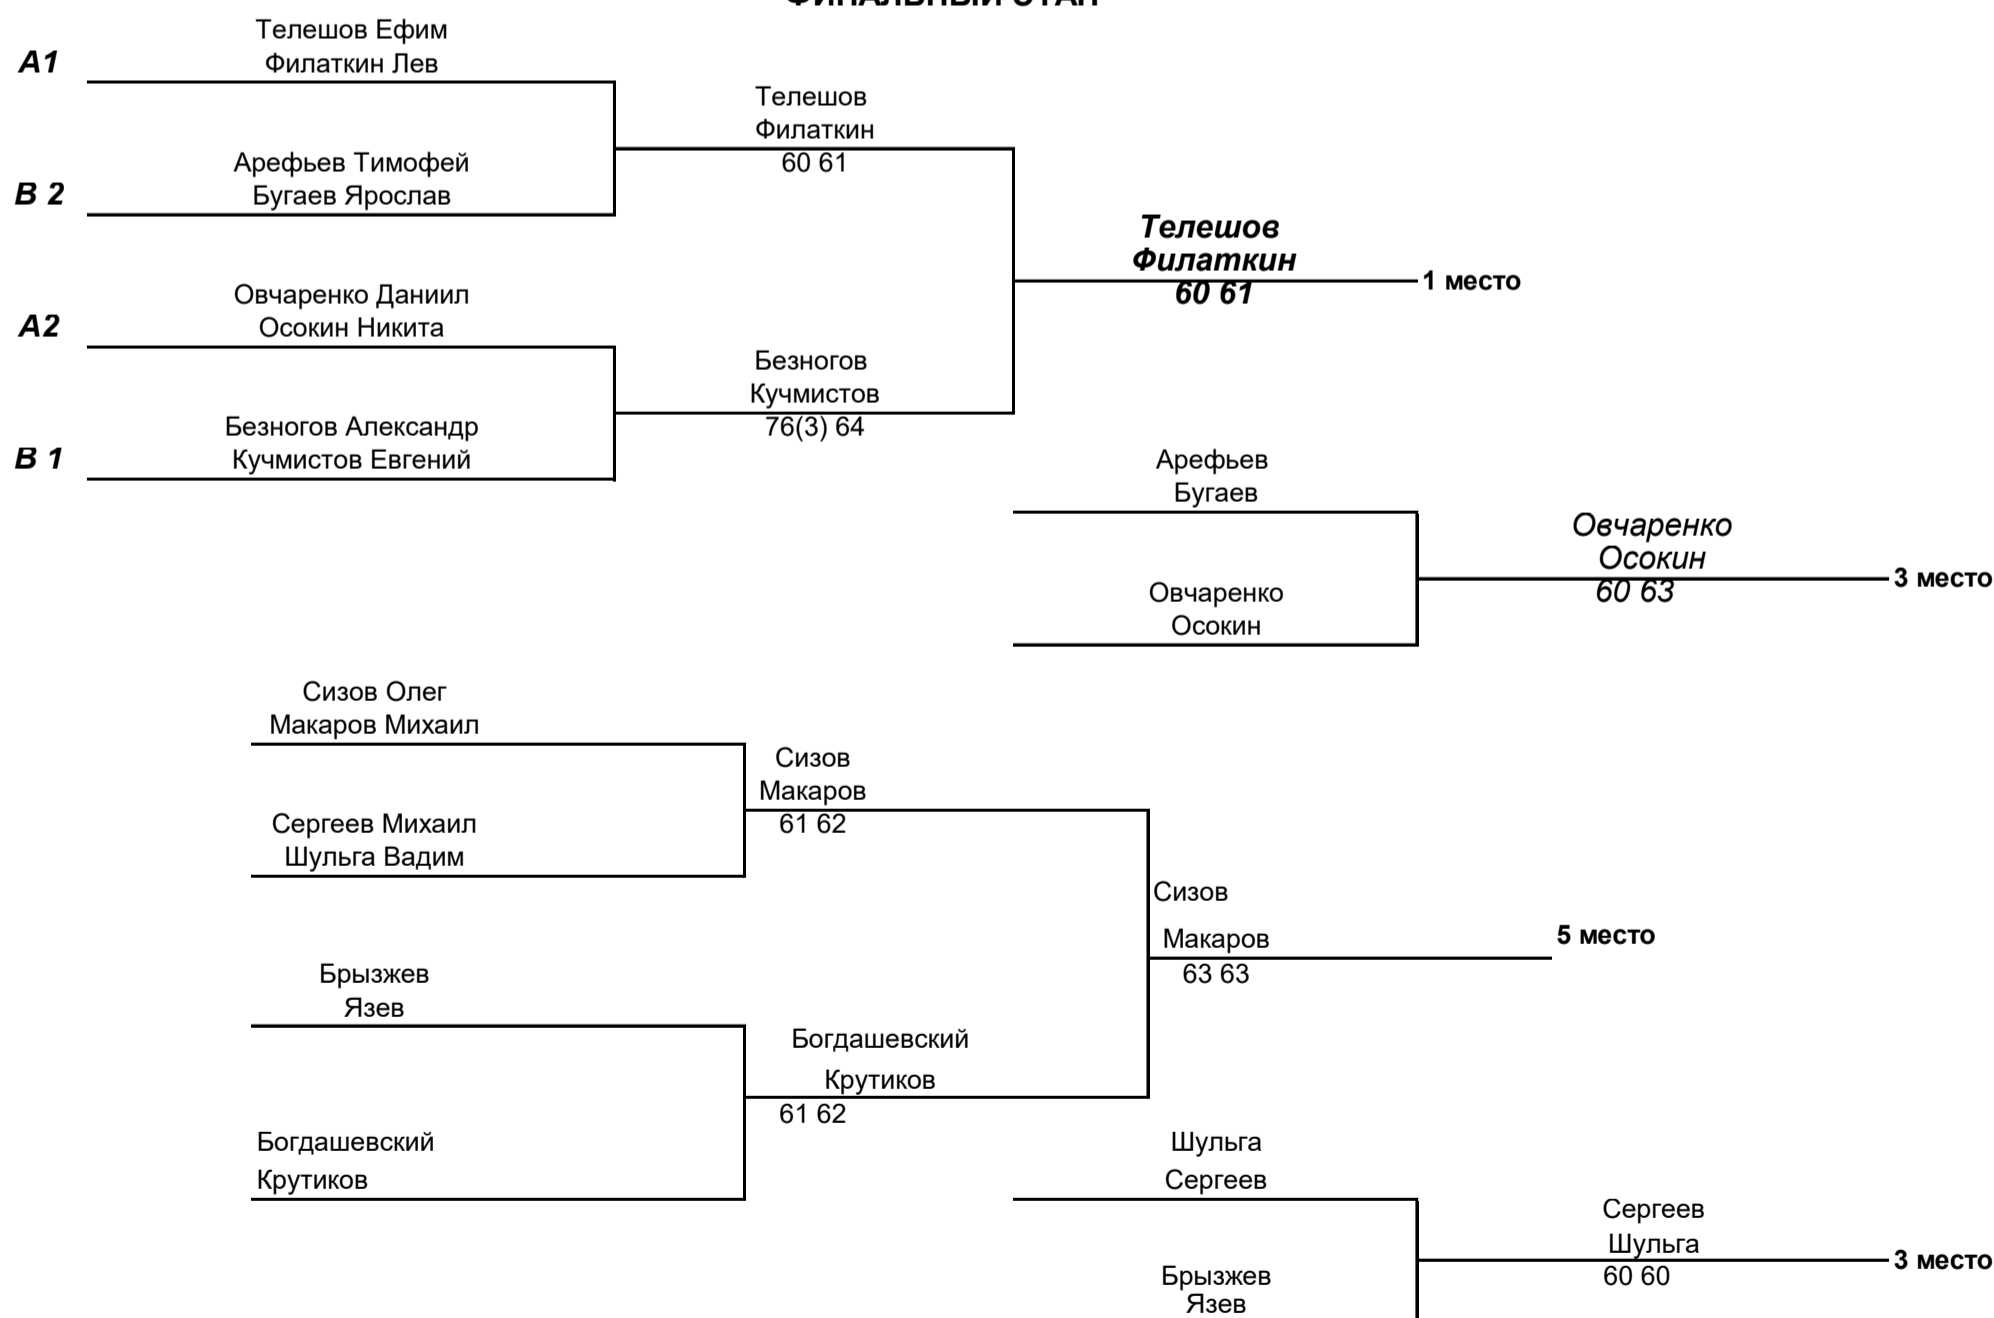 ФИНАЛЬНЫЙ ЭТАП
Телешов Ефим
A1
Филаткин Лев
Телешов
Филаткин
60 61
Арефьев Тимофей
B 2
Бугаев Ярослав
Телешов
Филаткин
60 61
1 место
Овчаренко Даниил
A2
Осокин Никита
Безногов
Кучмистов
76(3) 64
Безногов Александр
B 1
Кучмистов Евгений
Арефьев
Бугаев
Овчаренко
Осокин
60 63
3 место
Овчаренко
Осокин
Сизов Олег
Макаров Михаил
Сизов
Макаров
61 62
Сергеев Михаил
Шульга Вадим
Сизов
Макаров
63 63
5 место
Брызжев
Язев
Богдашевский
Крутиков
61 62
Богдашевский
Крутиков
Шульга
Сергеев
Сергеев
Шульга
60 60
3 место
Брызжев
Язев